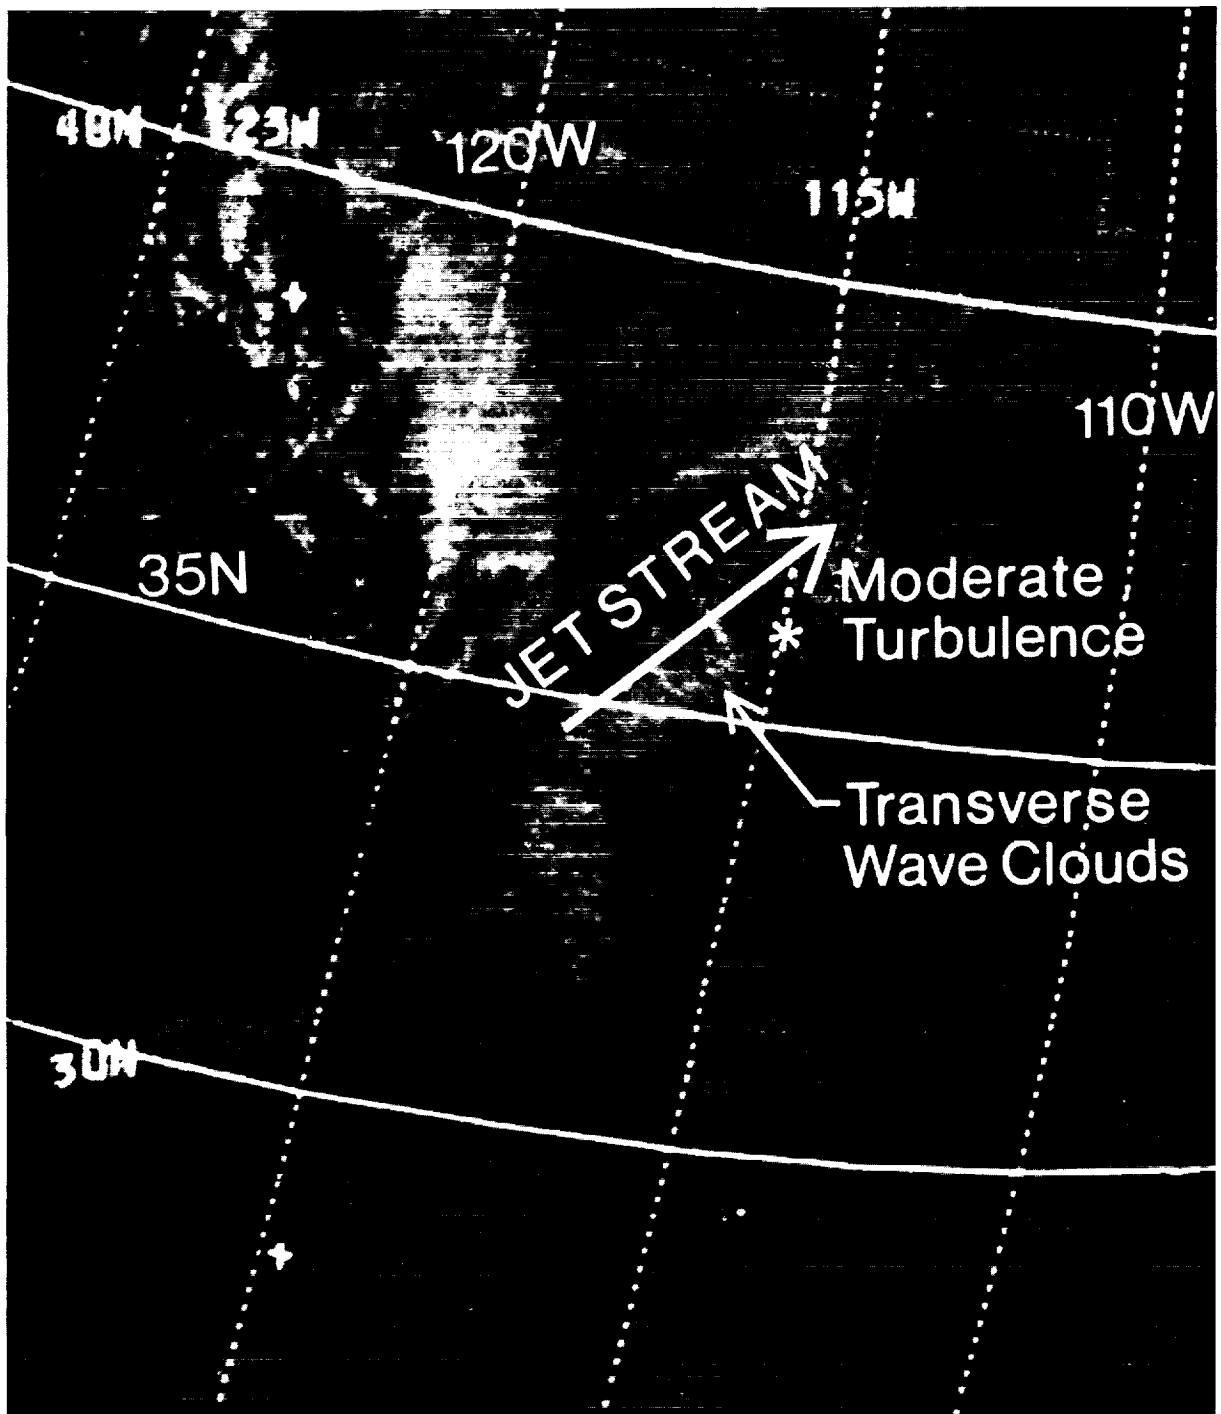 40N
123W
120W
115W
110W
35N
JET STREAM
Moderate
Turbulence
*
Transverse
Wave Clouds
30N